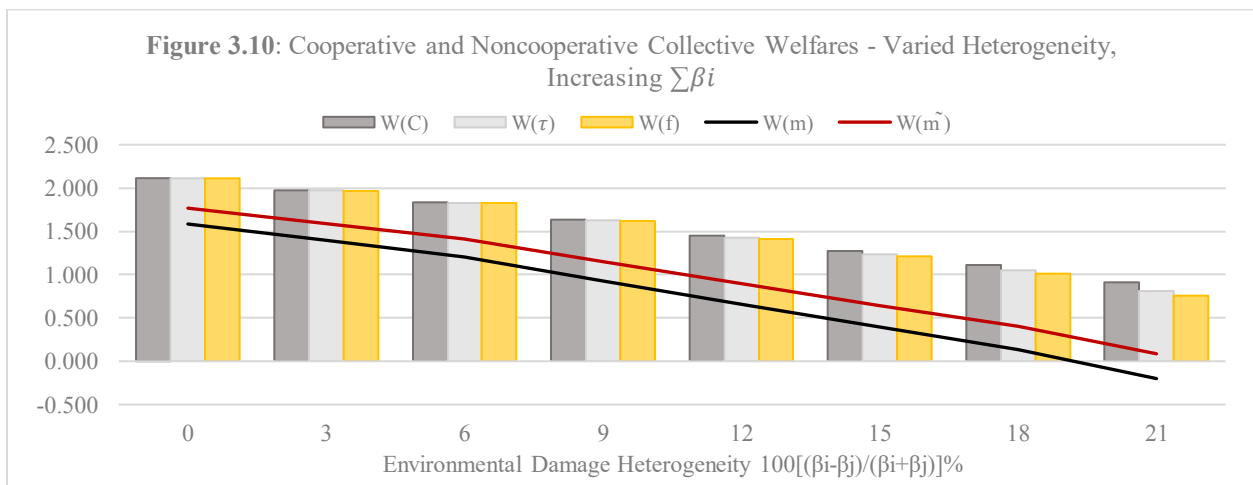 Figure 3.10: Cooperative and Noncooperative Collective Welfares - Varied Heterogeneity,
Increasing ∑βi
W(C) W(τ) W(f) W(m) W(m̃)
2.500
2.000
1.500
1.000
0.500
0.000
-0.500
0 3 6 9 12 15 18 21
Environmental Damage Heterogeneity 100[(βi-βj)/(βi+βj)]%